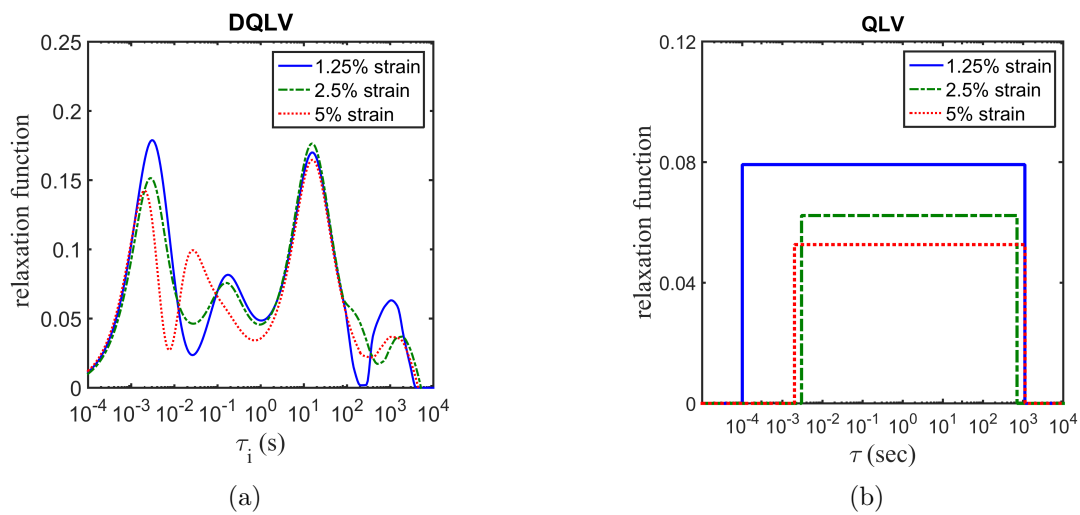 DQLV
0.25
0.2
0.15
0.1
0.05
0
relaxation function
1.25% strain
2.5% strain
5% strain
10^-4 10^-3 10^-2 10^-1 10^0 10^1 10^2 10^3 10^4
τ_i (s)
(a)
QLV
0.12
0.08
0.04
0
relaxation function
1.25% strain
2.5% strain
5% strain
10^-4 10^-3 10^-2 10^-1 10^0 10^1 10^2 10^3 10^4
τ (sec)
(b)